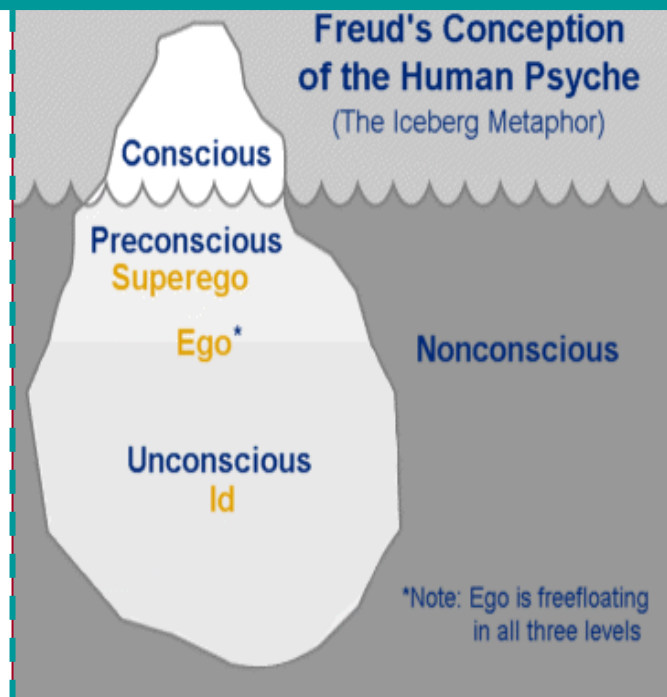 Freud's Conception
of the Human Psyche
(The Iceberg Metaphor)
Conscious
Preconscious
Superego
Ego*
Nonconscious
Unconscious
Id
*Note: Ego is freefloating
in all three levels